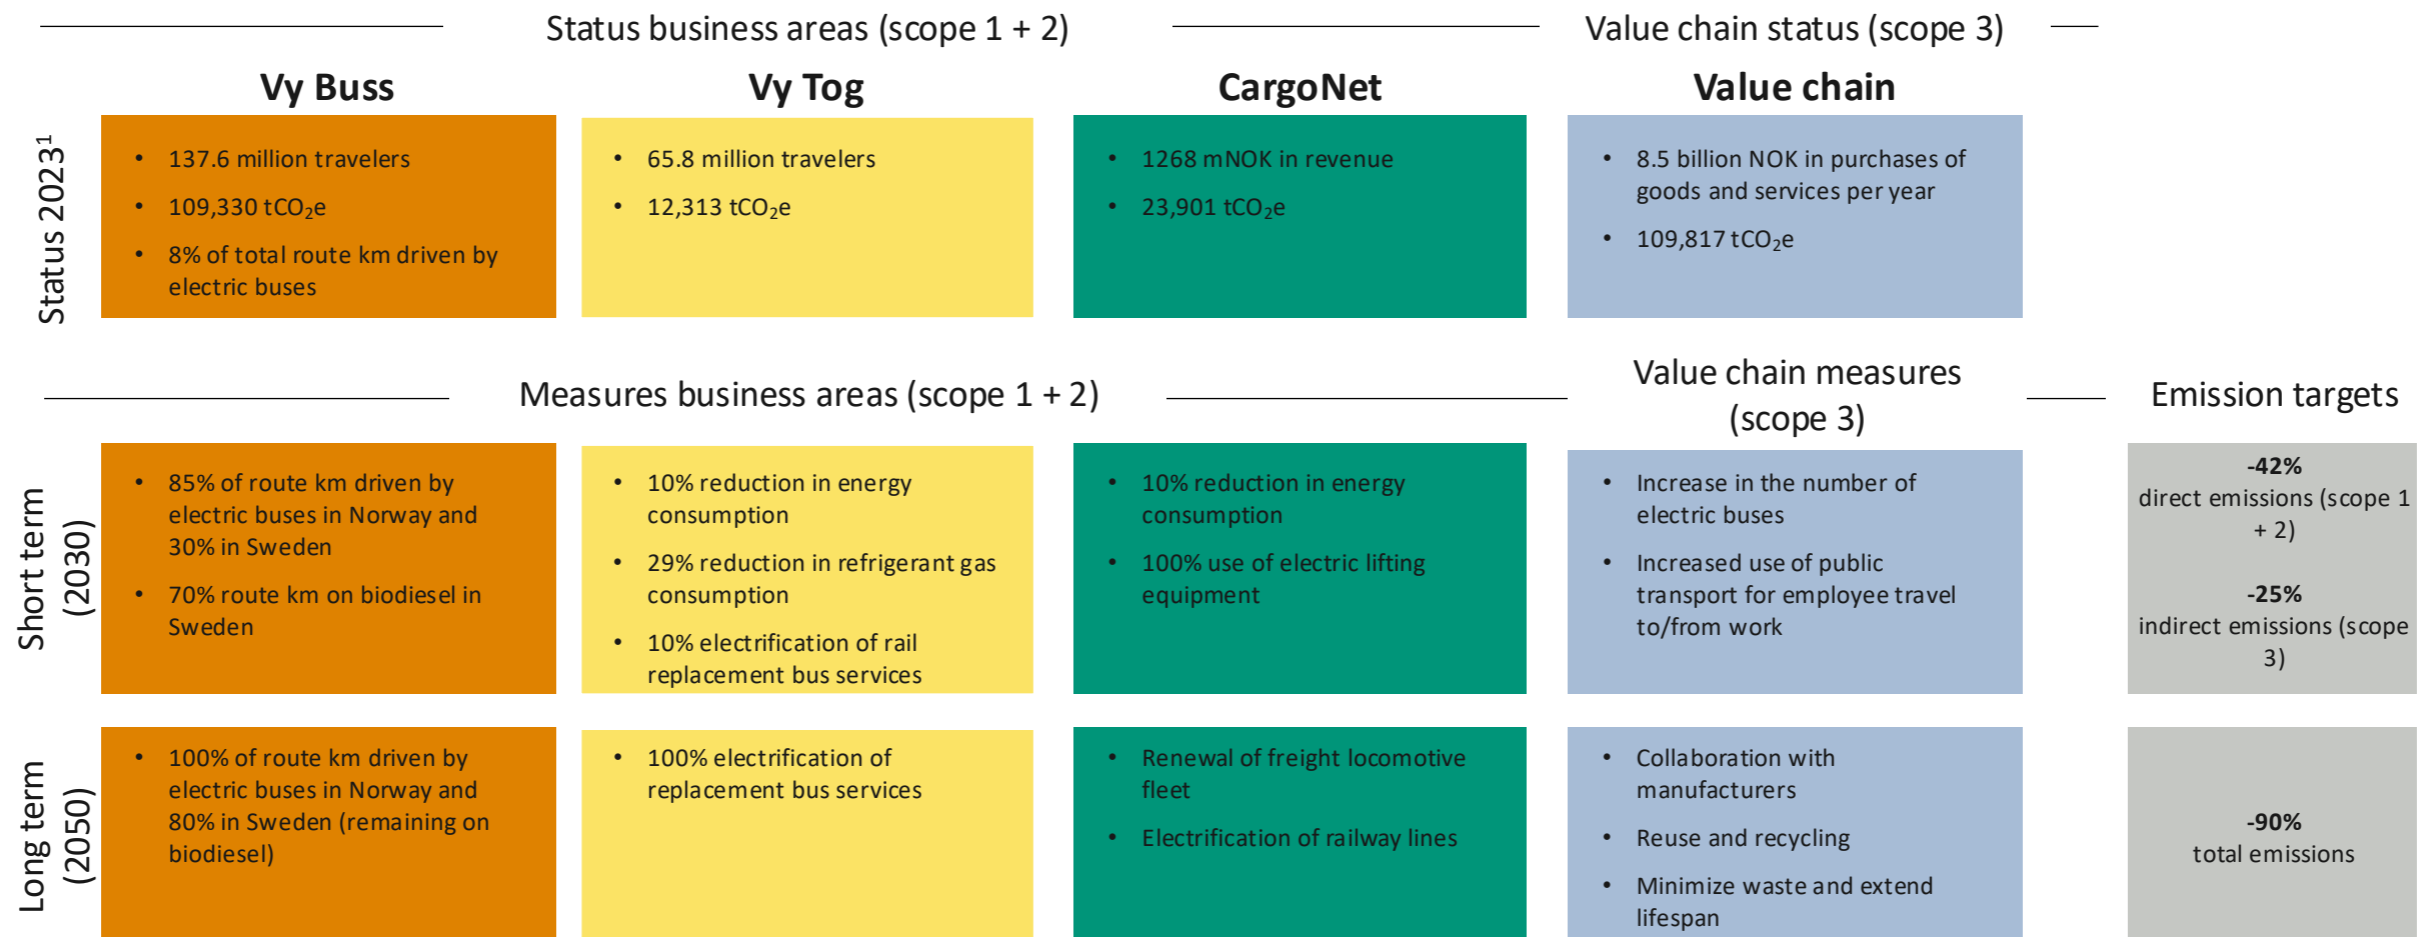 Status business areas (scope 1 + 2)
Value chain status (scope 3)
Vy Buss
Vy Tog
CargoNet
Value chain
Status 2023¹
• 137.6 million travelers
• 109,330 tCO₂e
• 8% of total route km driven by
electric buses
• 65.8 million travelers
• 12,313 tCO₂e
• 1268 mNOK in revenue
• 23,901 tCO₂e
• 8.5 billion NOK in purchases of
goods and services per year
• 109,817 tCO₂e
Measures business areas (scope 1 + 2)
Value chain measures
(scope 3)
Emission targets
Short term
(2030)
• 85% of route km driven by
electric buses in Norway and
30% in Sweden
• 70% route km on biodiesel in
Sweden
• 10% reduction in energy
consumption
• 29% reduction in refrigerant gas
consumption
• 10% electrification of rail
replacement bus services
• 10% reduction in energy
consumption
• 100% use of electric lifting
equipment
• Increase in the number of
electric buses
• Increased use of public
transport for employee travel
to/from work
-42%
direct emissions (scope 1
+ 2)
-25%
indirect emissions (scope
3)
Long term
(2050)
• 100% of route km driven by
electric buses in Norway and
80% in Sweden (remaining on
biodiesel)
• 100% electrification of
replacement bus services
• Renewal of freight locomotive
fleet
• Electrification of railway lines
• Collaboration with
manufacturers
• Reuse and recycling
• Minimize waste and extend
lifespan
-90%
total emissions